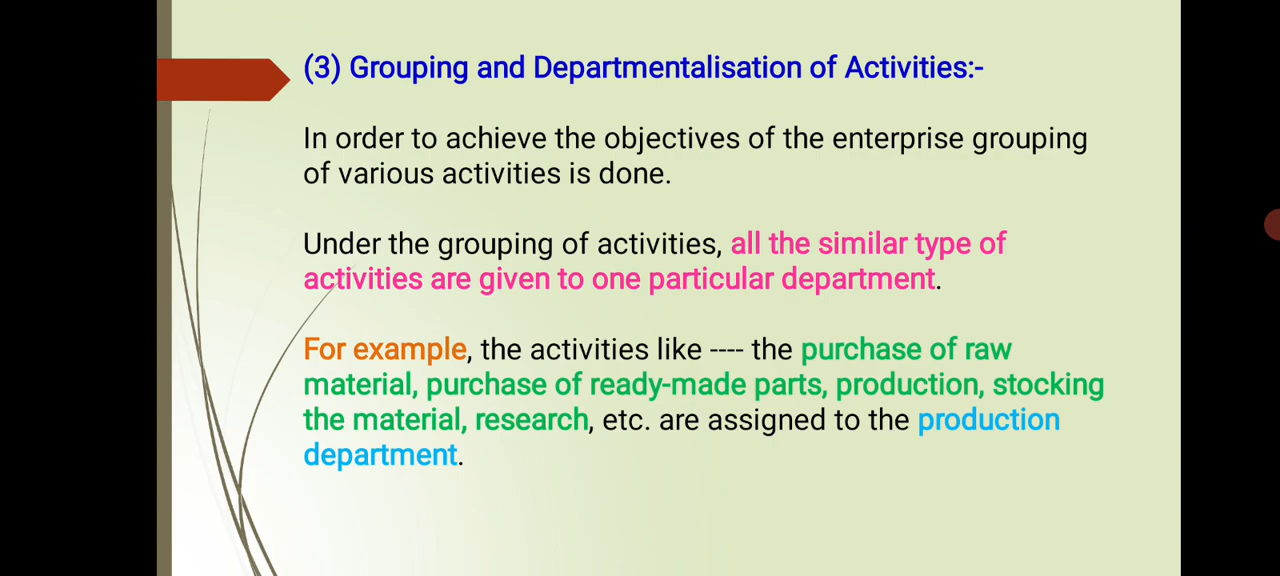 (3) Grouping and Departmentalisation of Activities:-
In order to achieve the objectives of the enterprise grouping
of various activities is done.
Under the grouping of activities, all the similar type of
activities are given to one particular department.
For example, the activities like ---- the purchase of raw
material, purchase of ready-made parts, production, stocking
the material, research, etc. are assigned to the production
department.